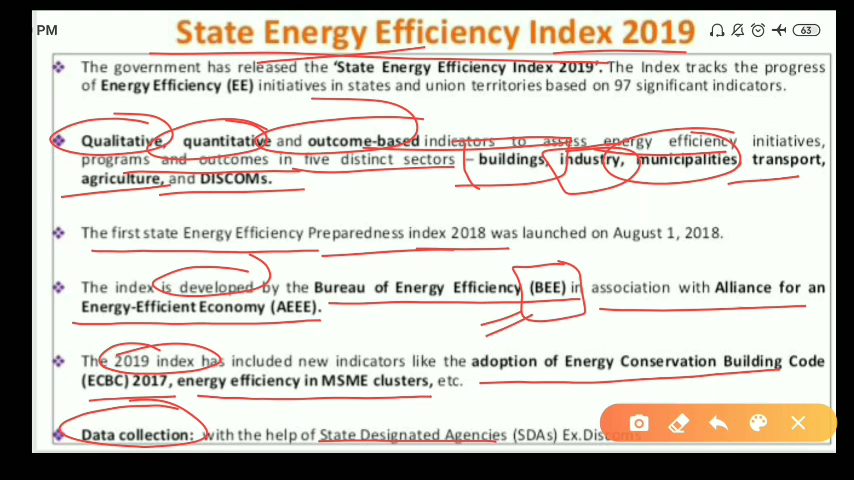 PM
State Energy Efficiency Index 2019
63
The government has released the ‘State Energy Efficiency Index 2019’. The Index tracks the progress
of Energy Efficiency (EE) initiatives in states and union territories based on 97 significant indicators.
Qualitative, quantitative and outcome-based indicators to assess energy efficiency initiatives,
programs and outcomes in five distinct sectors – buildings, industry, municipalities, transport,
agriculture, and DISCOMs.
The first state Energy Efficiency Preparedness index 2018 was launched on August 1, 2018.
The index is developed by the Bureau of Energy Efficiency (BEE) in association with Alliance for an
Energy-Efficient Economy (AEEE).
The 2019 index has included new indicators like the adoption of Energy Conservation Building Code
(ECBC) 2017, energy efficiency in MSME clusters, etc.
Data collection: with the help of State Designated Agencies (SDAs) Ex.Discoms